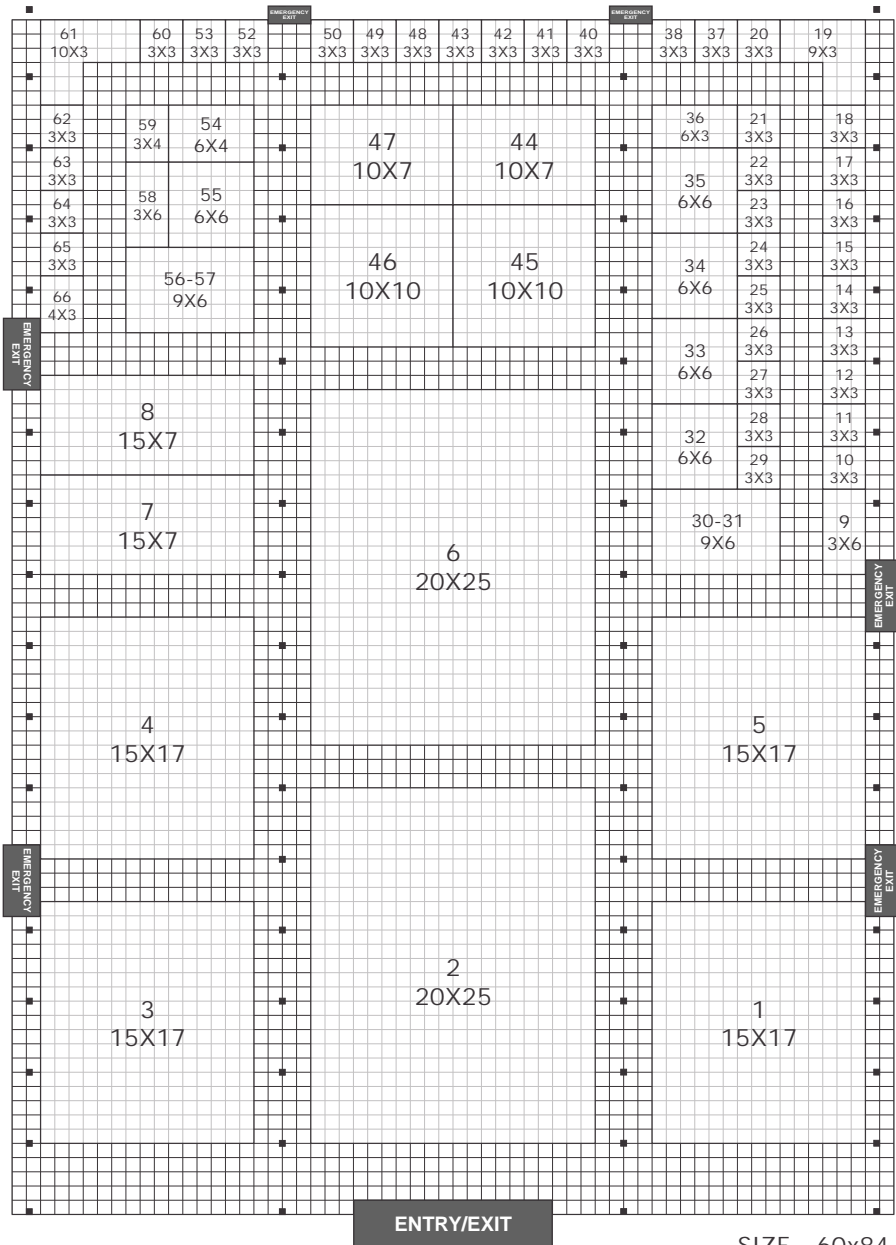 EMERGENCY
EXIT
EMERGENCY
EXIT
61
10X3
60
3X3
53
3X3
52
3X3
50
3X3
49
3X3
48
3X3
43
3X3
42
3X3
41
3X3
40
3X3
38
3X3
37
3X3
20
3X3
19
9X3
62
3X3
59
3X4
54
6X4
47
10X7
44
10X7
36
6X3
21
3X3
18
3X3
63
3X3
58
3X6
55
6X6
35
6X6
22
3X3
17
3X3
64
3X3
23
3X3
16
3X3
65
3X3
56-57
9X6
46
10X10
45
10X10
34
6X6
24
3X3
15
3X3
66
4X3
25
3X3
14
3X3
EMERGENCY
EXIT
33
6X6
26
3X3
13
3X3
27
3X3
12
3X3
8
15X7
32
6X6
28
3X3
11
3X3
29
3X3
10
3X3
7
15X7
6
20X25
30-31
9X6
9
3X6
EMERGENCY
EXIT
4
15X17
5
15X17
EMERGENCY
EXIT
EMERGENCY
EXIT
3
15X17
2
20X25
1
15X17
ENTRY/EXIT